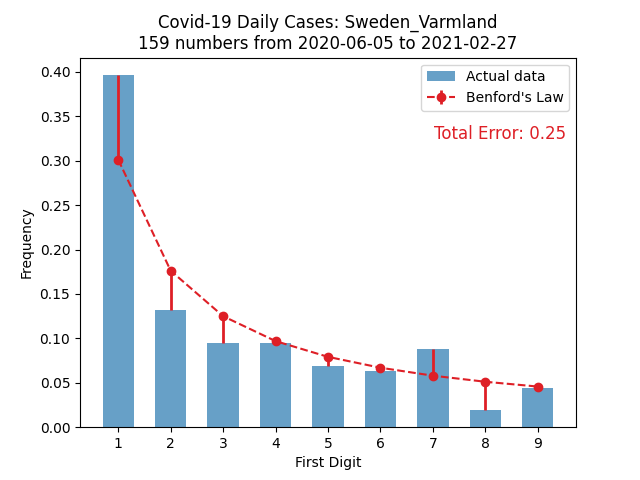 Covid-19 Daily Cases: Sweden_Varmland
159 numbers from 2020-06-05 to 2021-02-27
Actual data
Benford's Law
Total Error: 0.25
Frequency
0.40
0.35
0.30
0.25
0.20
0.15
0.10
0.05
0.00
1 2 3 4 5 6 7 8 9
First Digit